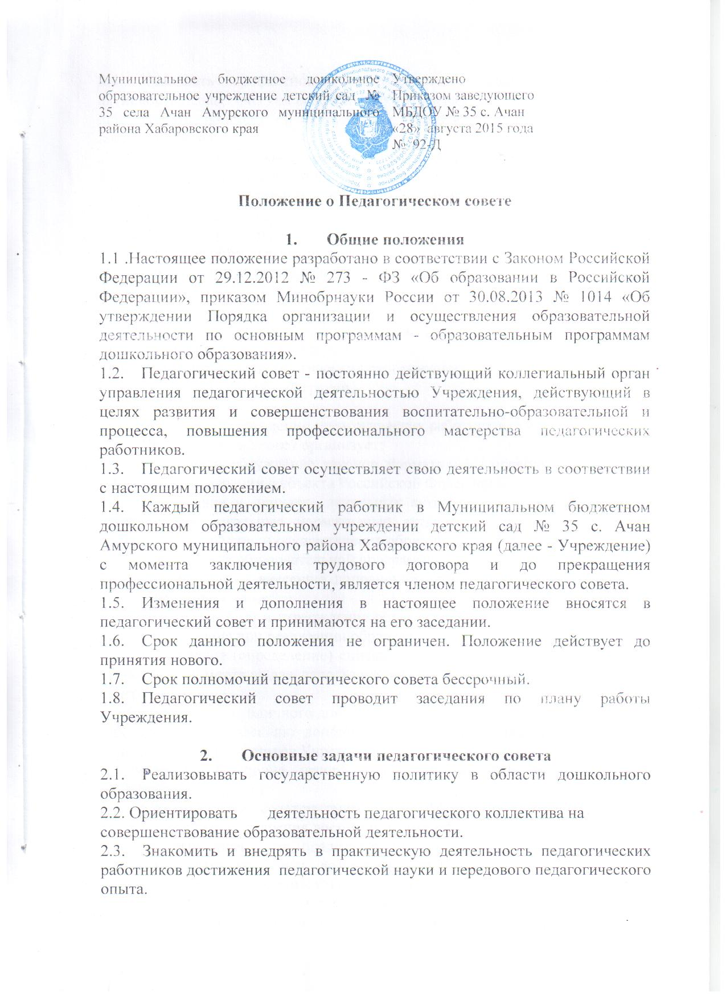 Муниципальное бюджетное дошкольное
образовательное учреждение детский сад №
35 села Ачан Амурского муниципального
района Хабаровского края
Утверждено
Приказом заведующего
МБДОУ № 35 с. Ачан
«28» августа 2015 года
№ 92-Д
Положение о Педагогическом совете
1. Общие положения
1.1 .Настоящее положение разработано в соответствии с Законом Российской
Федерации от 29.12.2012 № 273 - ФЗ «Об образовании в Российской
Федерации», приказом Минобрнауки России от 30.08.2013 № 1014 «Об
утверждении Порядка организации и осуществления образовательной
деятельности по основным программам - образовательным программам
дошкольного образования».
1.2. Педагогический совет - постоянно действующий коллегиальный орган
управления педагогической деятельностью Учреждения, действующий в
целях развития и совершенствования воспитательно-образовательной и
процесса, повышения профессионального мастерства педагогических
работников.
1.3. Педагогический совет осуществляет свою деятельность в соответствии
с настоящим положением.
1.4. Каждый педагогический работник в Муниципальном бюджетном
дошкольном образовательном учреждении детский сад № 35 с. Ачан
Амурского муниципального района Хабаровского края (далее - Учреждение)
с момента заключения трудового договора и до прекращения
профессиональной деятельности, является членом педагогического совета.
1.5. Изменения и дополнения в настоящее положение вносятся в
педагогический совет и принимаются на его заседании.
1.6. Срок данного положения не ограничен. Положение действует до
принятия нового.
1.7. Срок полномочий педагогического совета бессрочный.
1.8. Педагогический совет проводит заседания по плану работы
Учреждения.
2. Основные задачи педагогического совета
2.1. Реализовывать государственную политику в области дошкольного
образования.
2.2. Ориентировать деятельность педагогического коллектива на
совершенствование образовательной деятельности.
2.3. Знакомить и внедрять в практическую деятельность педагогических
работников достижения педагогической науки и передового педагогического
опыта.